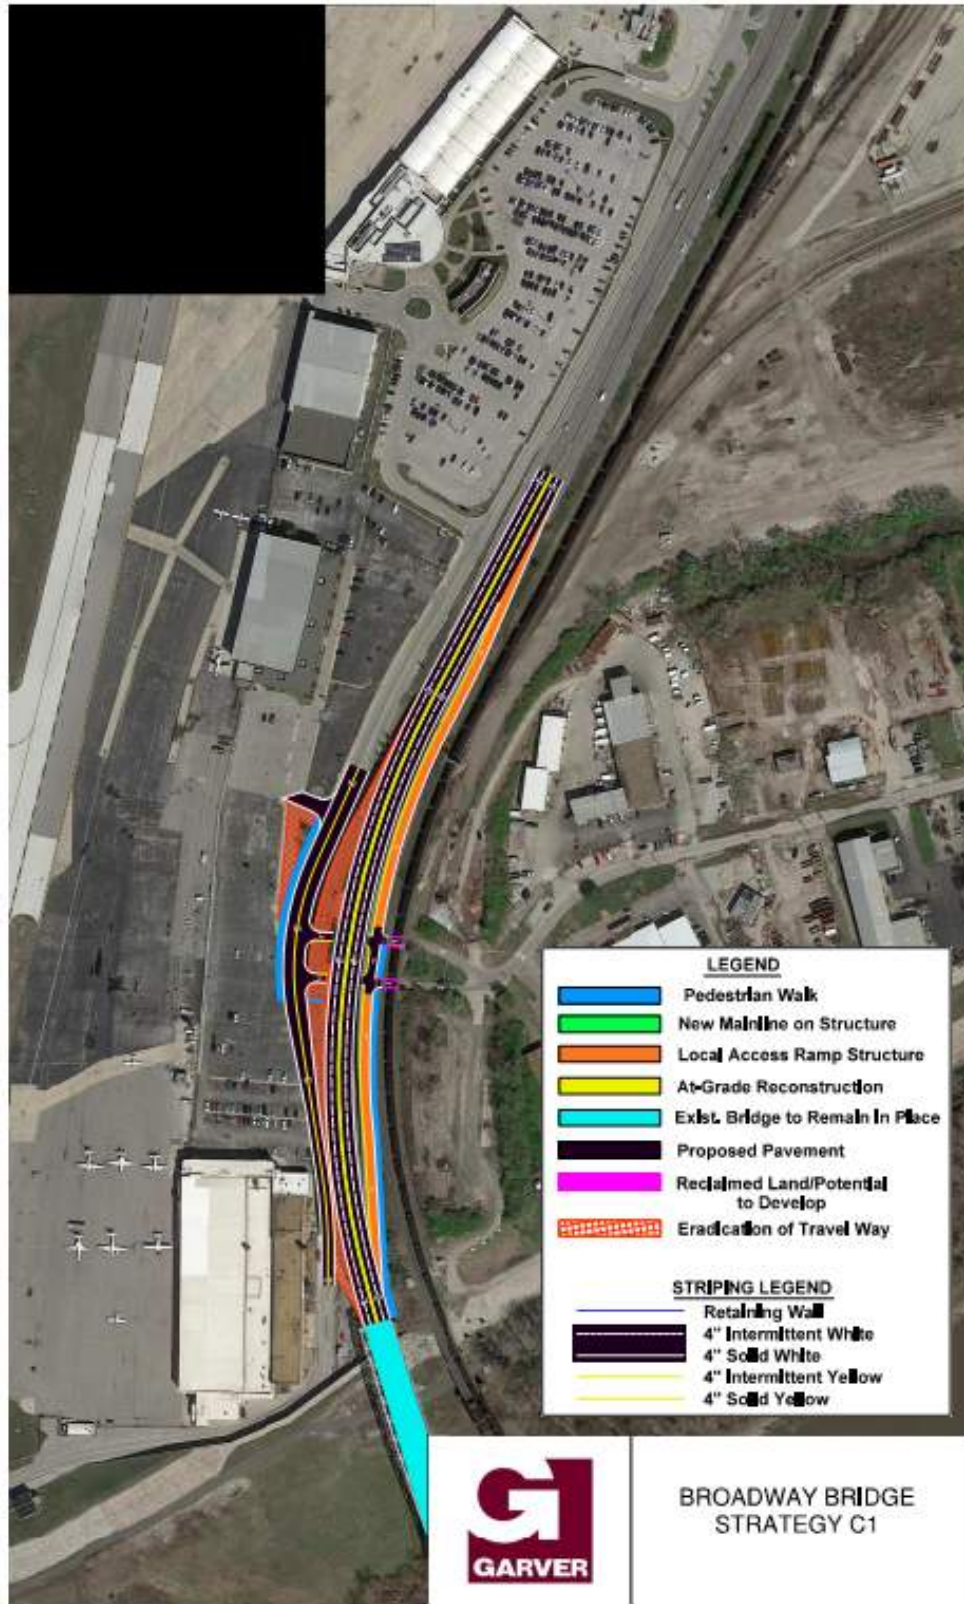 LEGEND
Pedestrian Walk
New Mainline on Structure
Local Access Ramp Structure
At-Grade Reconstruction
Exist. Bridge to Remain In Place
Proposed Pavement
Reclaimed Land/Potential
to Develop
Eradication of Travel Way
STRIPING LEGEND
Retaining Wall
4" Intermittent White
4" Solid White
4" Intermittent Yellow
4" Solid Yellow
GARVER
BROADWAY BRIDGE
STRATEGY C1